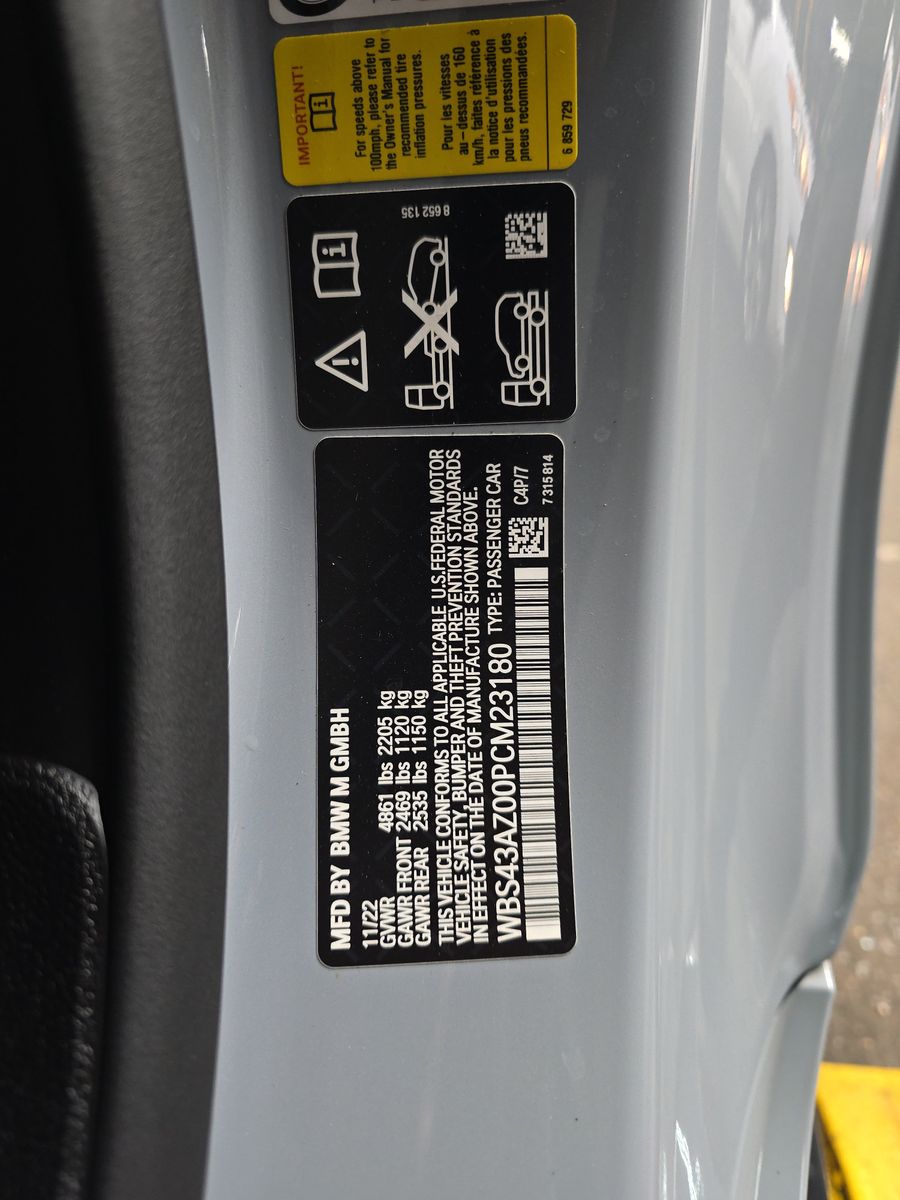 IMPORTANT!
For speeds above
100mph, please refer to
the Owner's Manual for
recommended tire
inflation pressures.
Pour les vitesses
au-dessus de 160
km/h, faites référence à
la notice d'utilisation
pour les pressions des
pneus recommandées.
6 859 729
8 652 135
MFD BY BMW M GMBH
11/22
GVWR 4861 lbs 2205 kg
GAWR FRONT 2469 lbs 1120 kg
GAWR REAR 2535 lbs 1150 kg
THIS VEHICLE CONFORMS TO ALL APPLICABLE U.S.FEDERAL MOTOR
VEHICLE SAFETY, BUMPER AND THEFT PREVENTION STANDARDS
IN EFFECT ON THE DATE OF MANUFACTURE SHOWN ABOVE.
WBS43AZ00PCM23180 TYPE: PASSENGER CAR
C4P/7
7 315 814